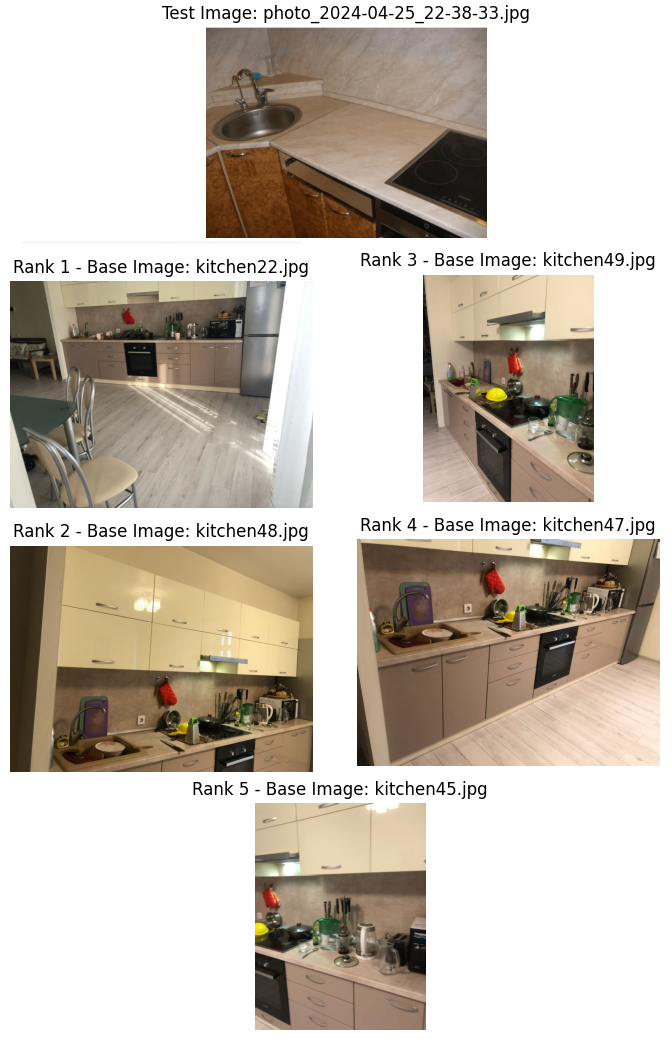 Test Image: photo_2024-04-25_22-38-33.jpg
Rank 1 - Base Image: kitchen22.jpg
Rank 3 - Base Image: kitchen49.jpg
Rank 2 - Base Image: kitchen48.jpg
Rank 4 - Base Image: kitchen47.jpg
Rank 5 - Base Image: kitchen45.jpg